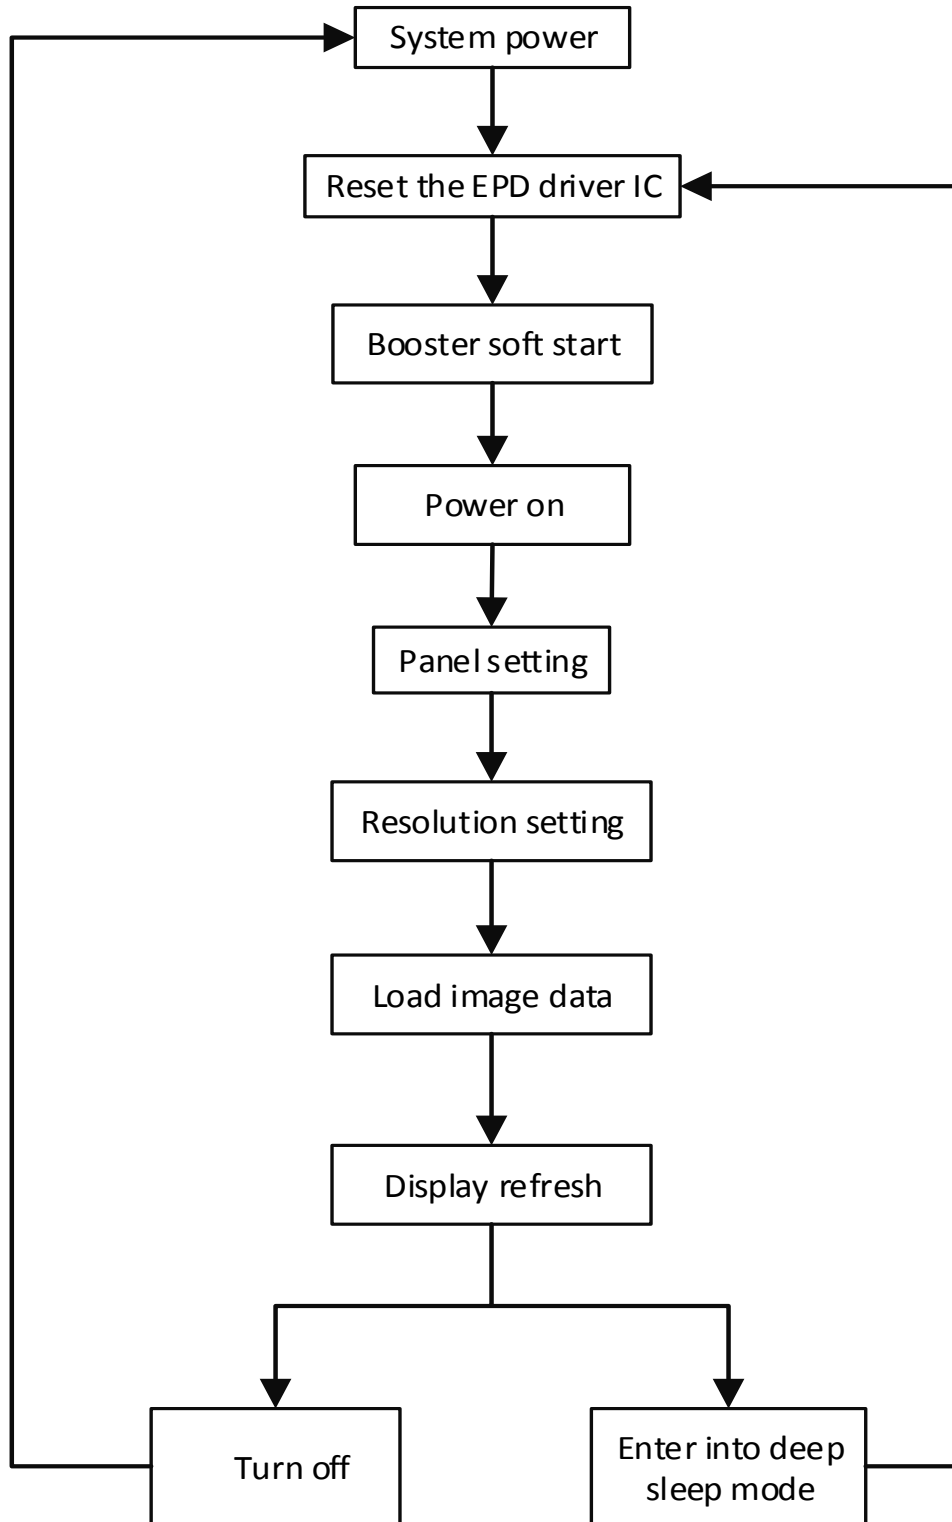 System power
Reset the EPD driver IC
Booster soft start
Power on
Panel setting
Resolution setting
Load image data
Display refresh
Turn off
Enter into deep
sleep mode